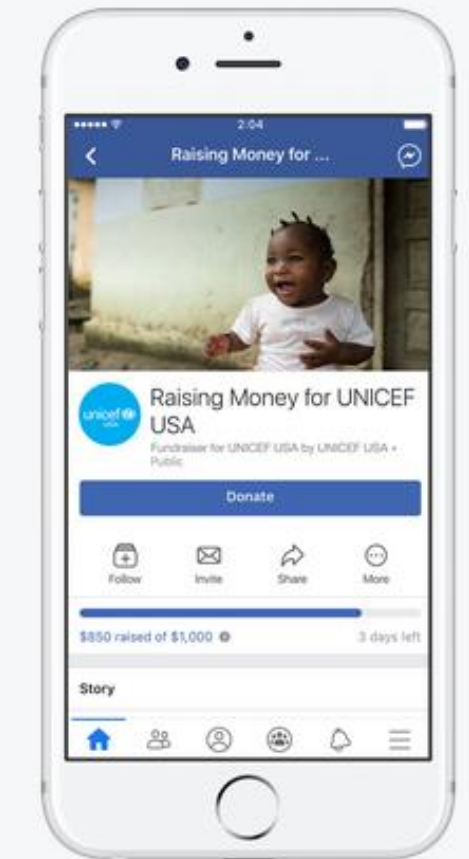 2:04
Raising Money for ...
unicef
USA
Raising Money for UNICEF
USA
Fundraiser for UNICEF USA by UNICEF USA •
Public
Donate
Follow Invite Share More
$850 raised of $1,000 3 days left
Story